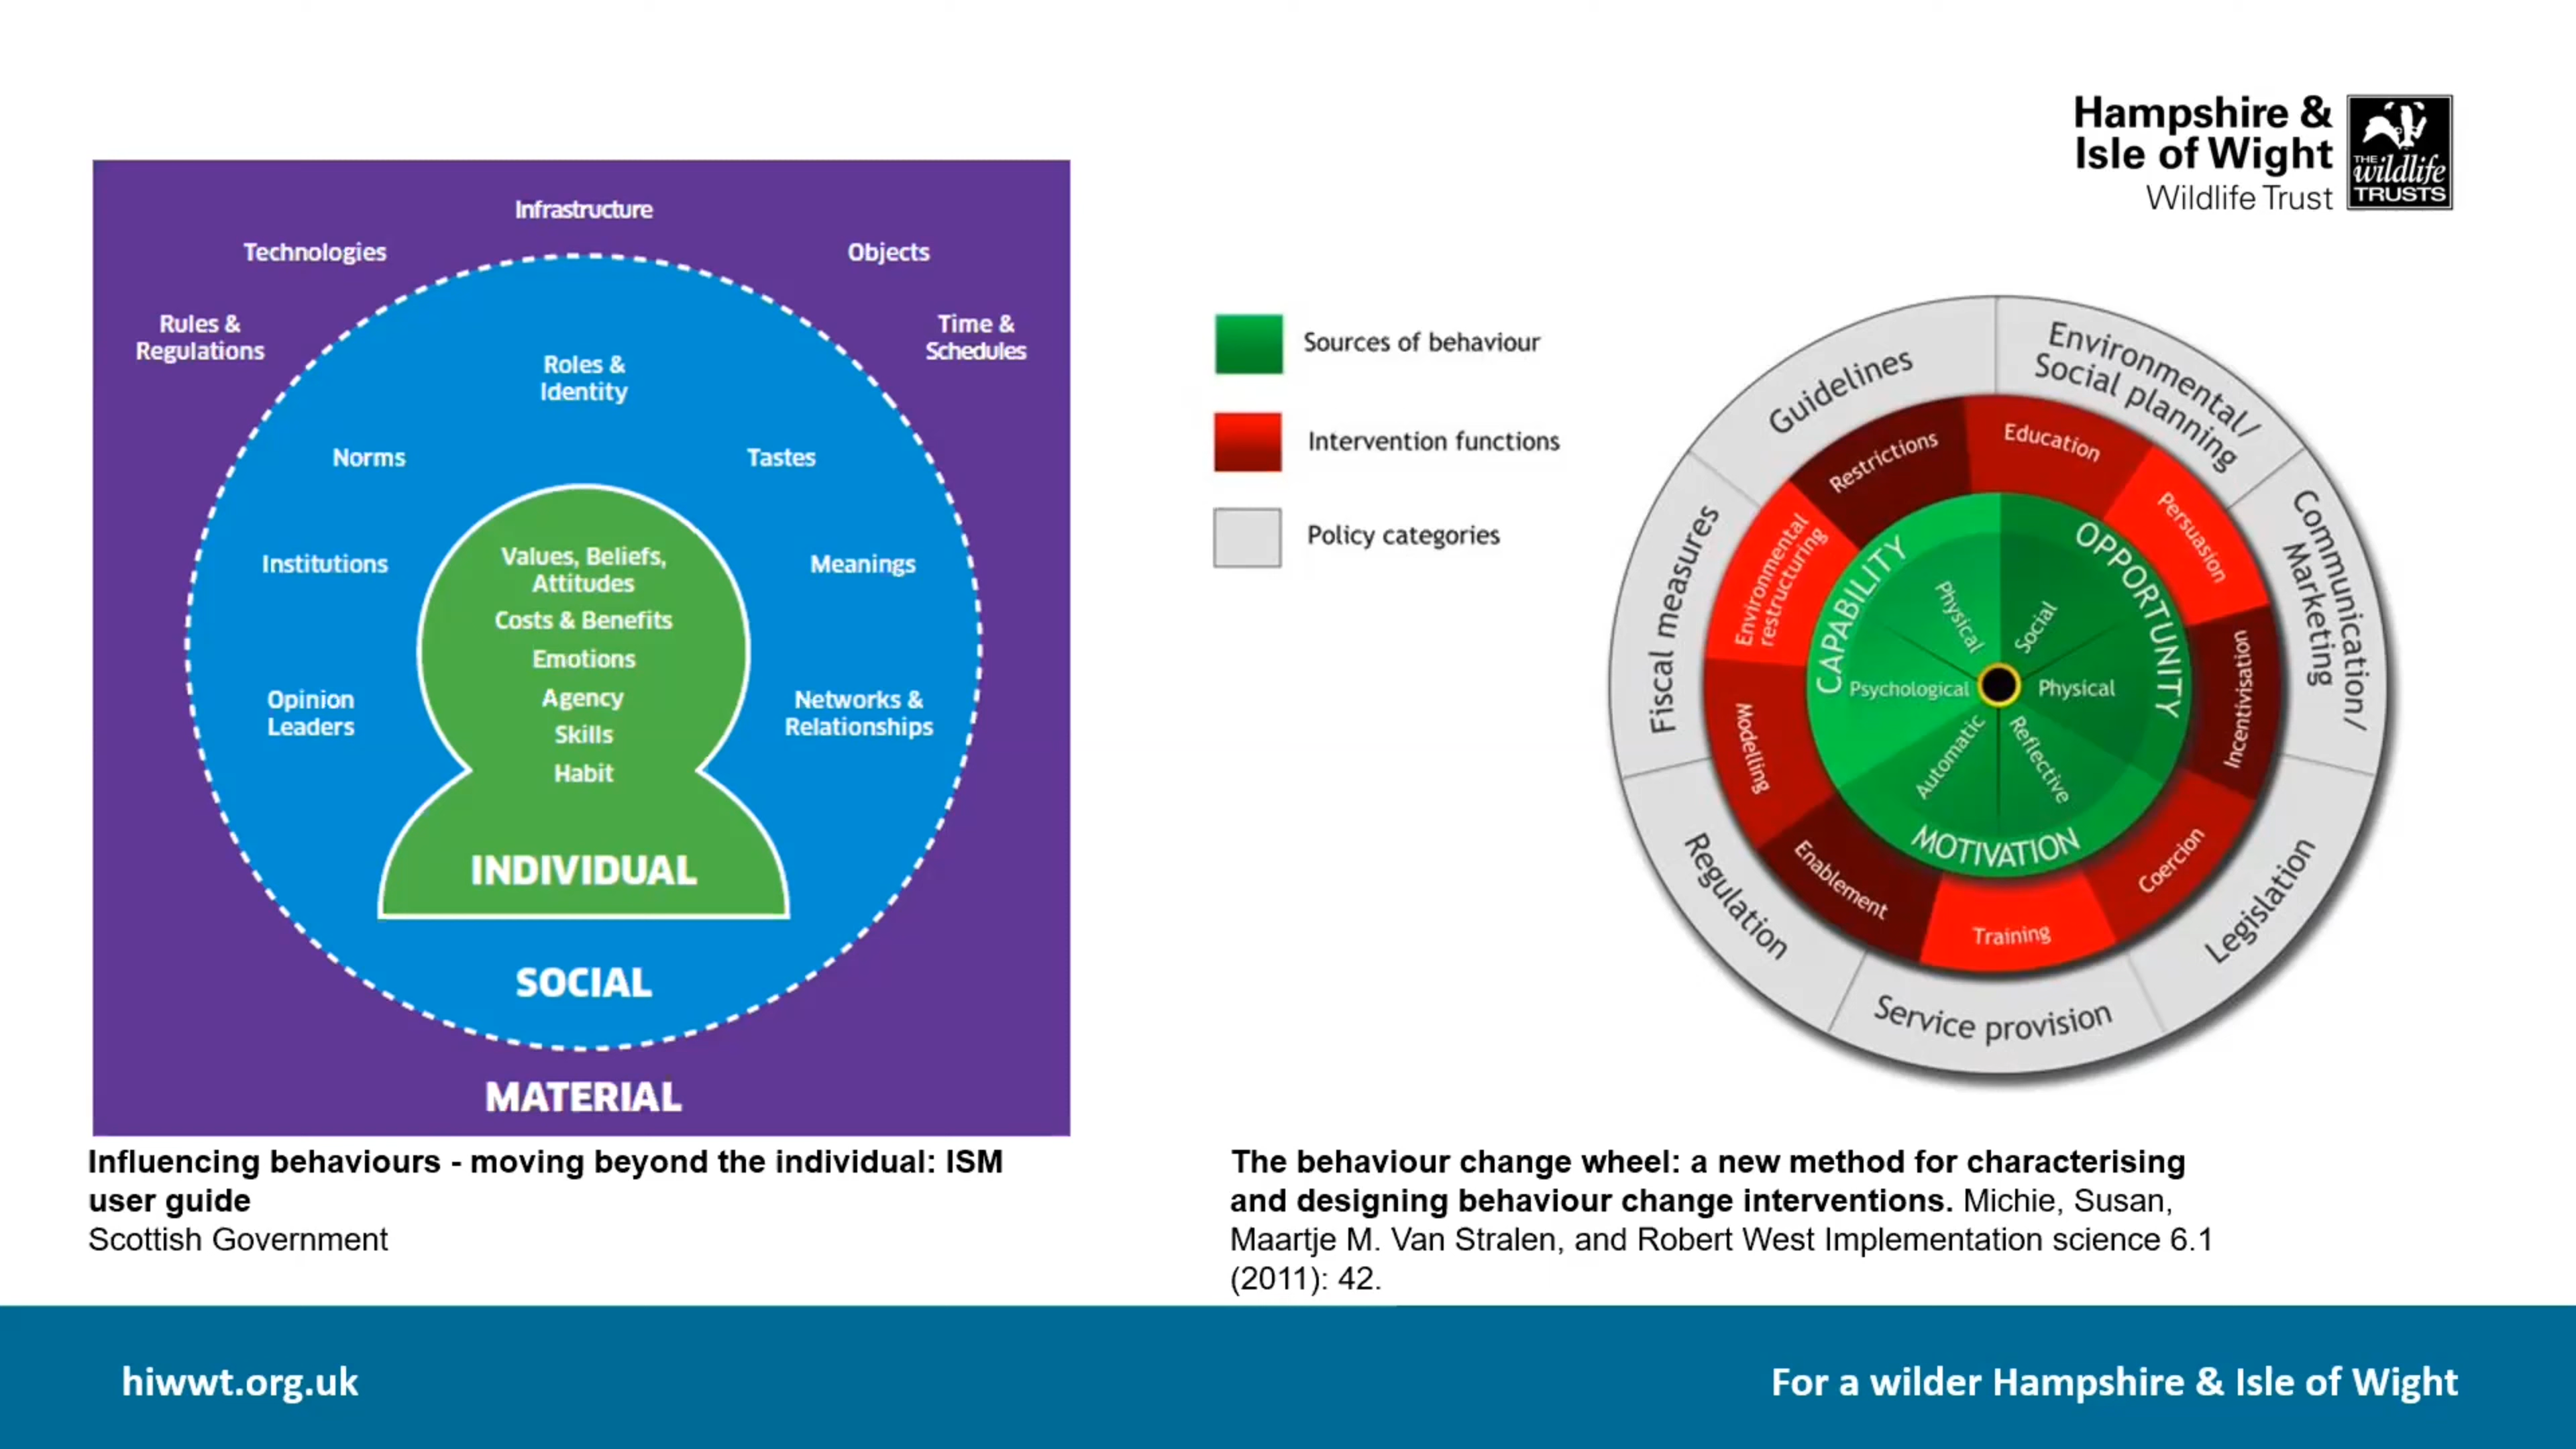 Hampshire &
Isle of Wight
Wildlife Trust
THE
wildlife
TRUSTS
Infrastructure
Technologies
Objects
Rules &
Regulations
Time &
Schedules
Roles &
Identity
Norms
Tastes
Institutions
Meanings
Opinion
Leaders
Networks &
Relationships
Values, Beliefs,
Attitudes
Costs & Benefits
Emotions
Agency
Skills
Habit
INDIVIDUAL
SOCIAL
MATERIAL
Influencing behaviours - moving beyond the individual: ISM
user guide
Scottish Government
Sources of behaviour
Intervention functions
Policy categories
Guidelines
Environmental/
Social planning
Communication/
Marketing
Legislation
Service provision
Regulation
Fiscal measures
Restrictions
Education
Persuasion
Incentivisation
Coercion
Training
Enablement
Modelling
Environmental
restructuring
CAPABILITY
OPPORTUNITY
MOTIVATION
Physical
Social
Psychological
Physical
Automatic
Reflective
The behaviour change wheel: a new method for characterising
and designing behaviour change interventions. Michie, Susan,
Maartje M. Van Stralen, and Robert West Implementation science 6.1
(2011): 42.
hiwwt.org.uk
For a wilder Hampshire & Isle of Wight